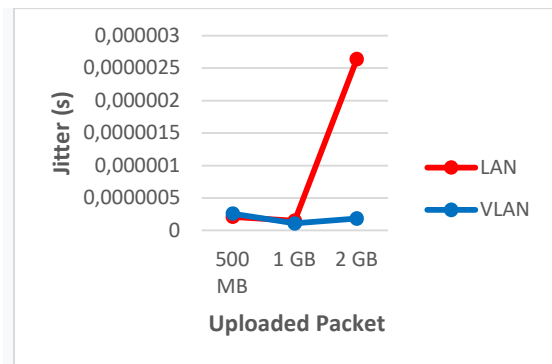 0,000003
0,0000025
0,000002
0,0000015
0,000001
0,0000005
0
Jitter (s)
500
MB
1 GB
2 GB
Uploaded Packet
LAN
VLAN